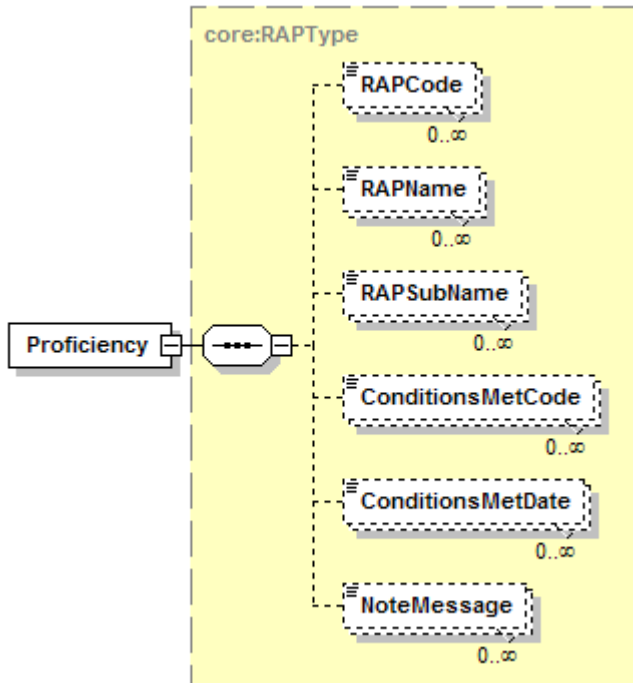 core:RAPType
RAPCode
0..∞
RAPName
0..∞
RAPSubName
0..∞
Proficiency
ConditionsMetCode
0..∞
ConditionsMetDate
0..∞
NoteMessage
0..∞